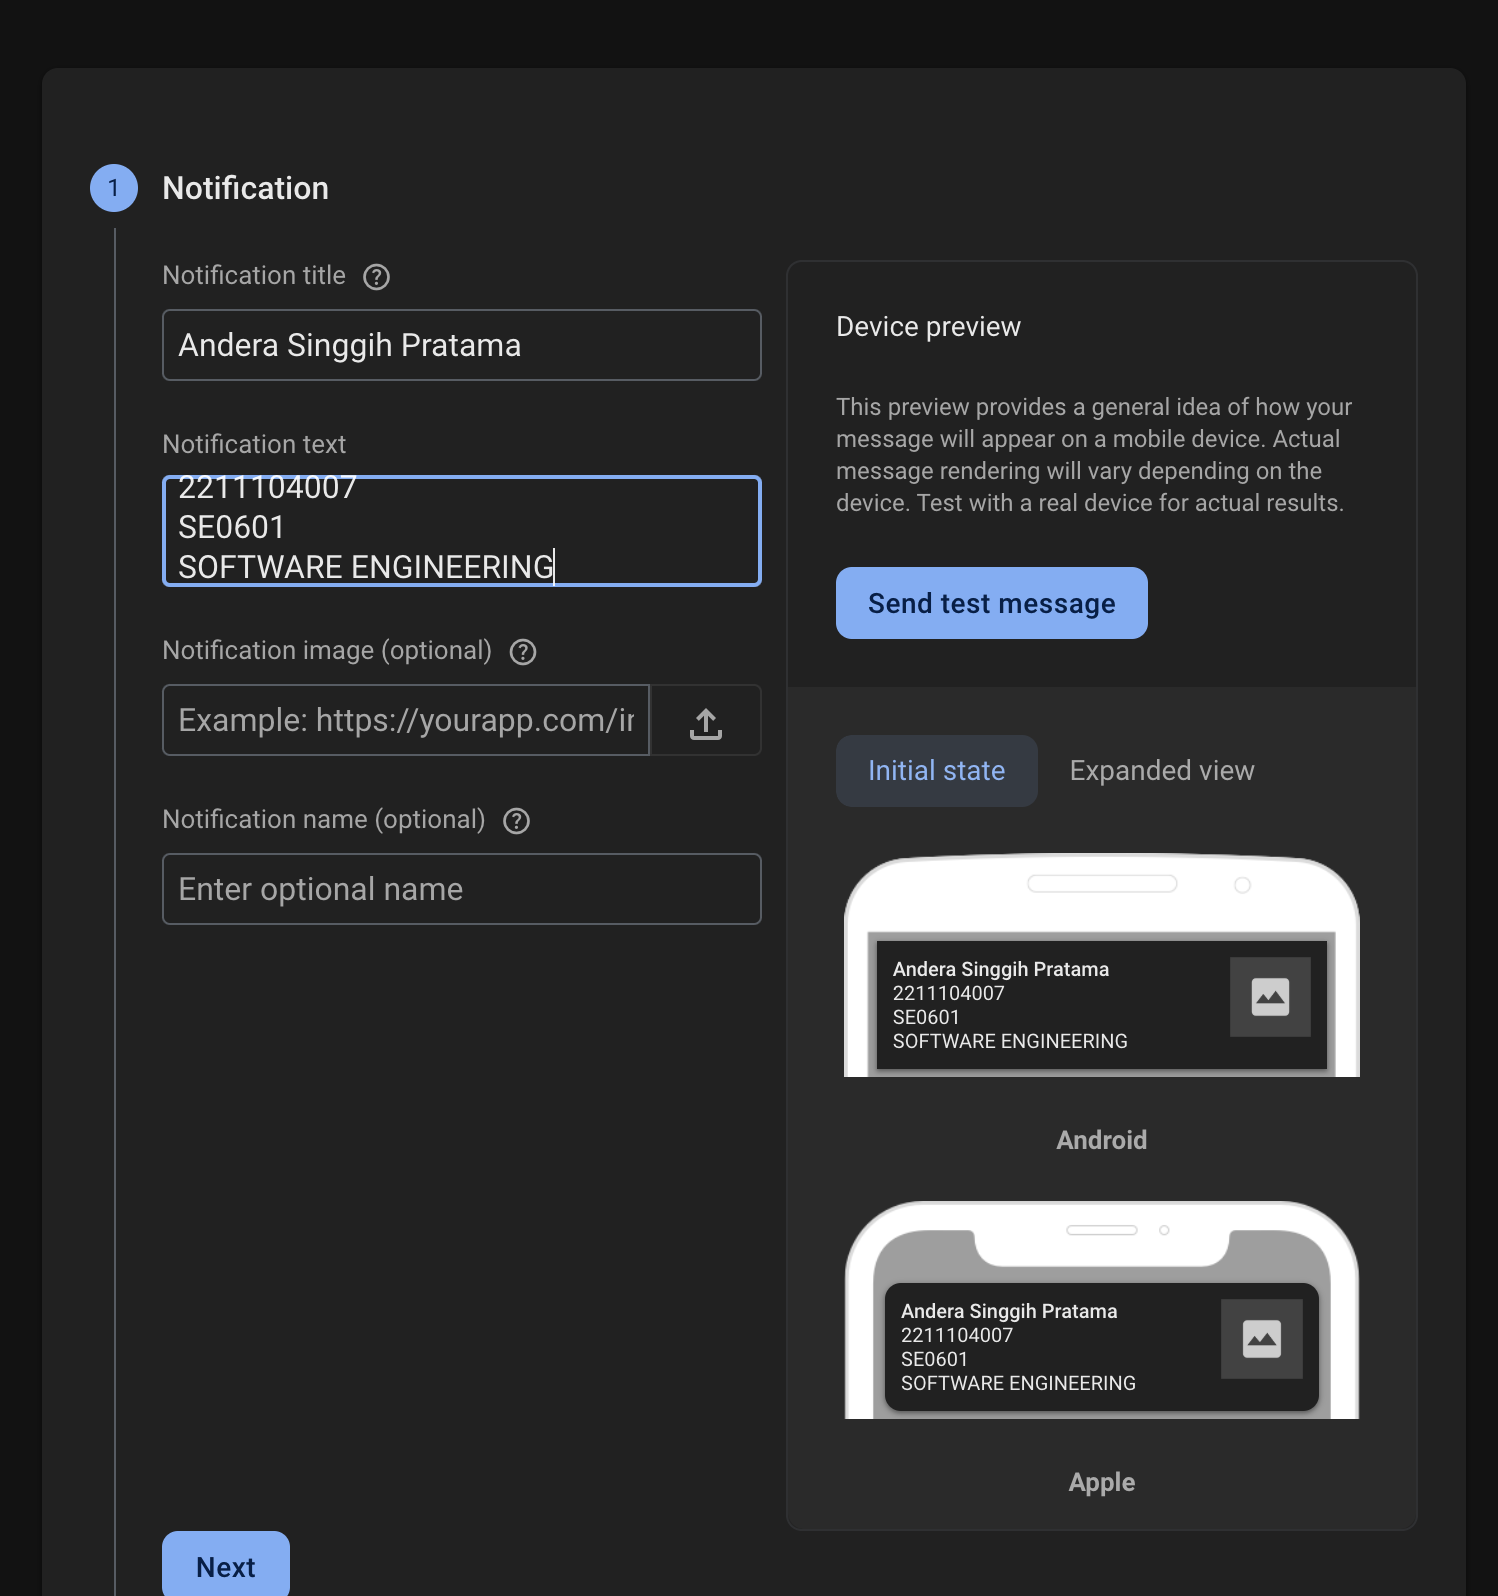 1
Notification
Notification title ?
Andera Singgih Pratama
Notification text
2211104007
SE0601
SOFTWARE ENGINEERING
Notification image (optional) ?
Example: https://yourapp.com/ir
Notification name (optional) ?
Enter optional name
Next
Device preview
This preview provides a general idea of how your
message will appear on a mobile device. Actual
message rendering will vary depending on the
device. Test with a real device for actual results.
Send test message
Initial state
Expanded view
Andera Singgih Pratama
2211104007
SE0601
SOFTWARE ENGINEERING
Android
Andera Singgih Pratama
2211104007
SE0601
SOFTWARE ENGINEERING
Apple